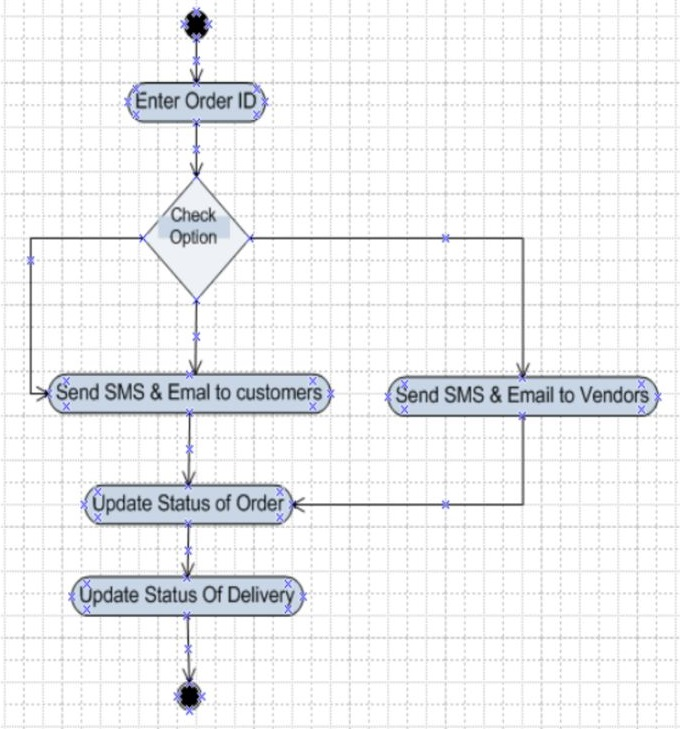 Enter Order ID
Check
Option
Send SMS & Emal to customers
Send SMS & Email to Vendors
Update Status of Order
Update Status Of Delivery